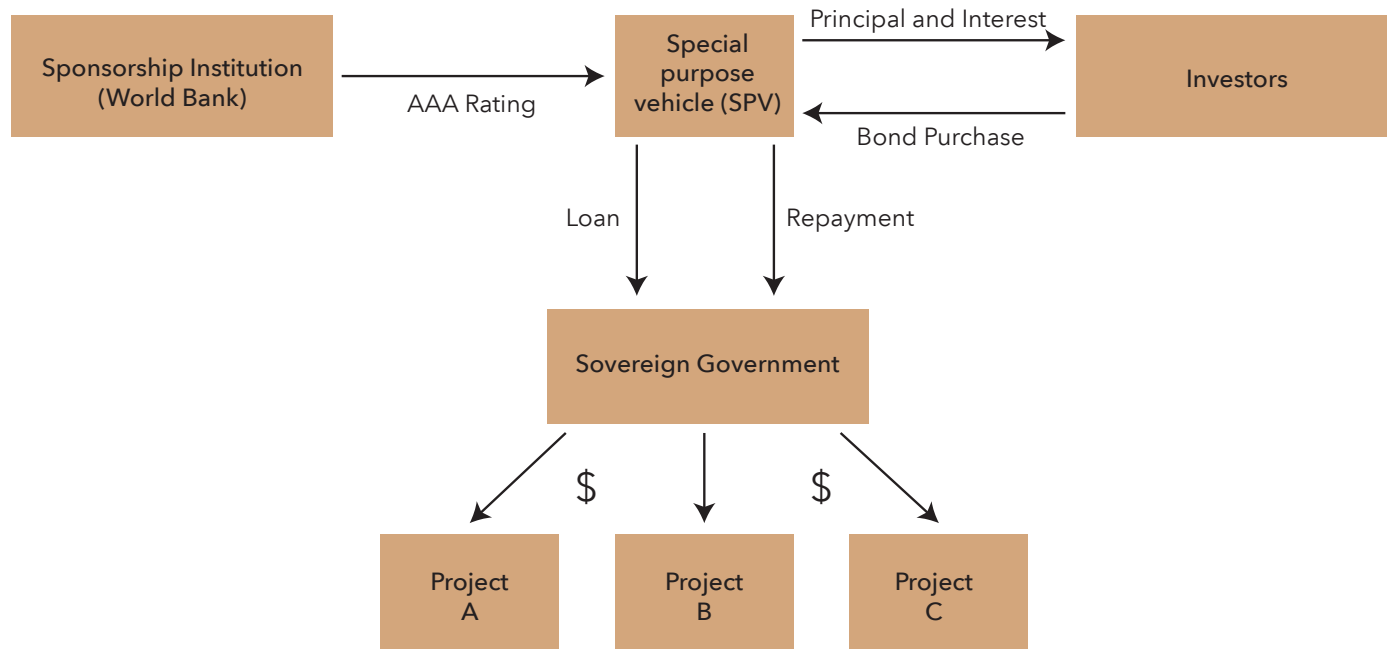 Sponsorship Institution
(World Bank)
AAA Rating
Special
purpose
vehicle (SPV)
Principal and Interest
Bond Purchase
Investors
Loan
Repayment
Sovereign Government
$
$
Project
A
Project
B
Project
C